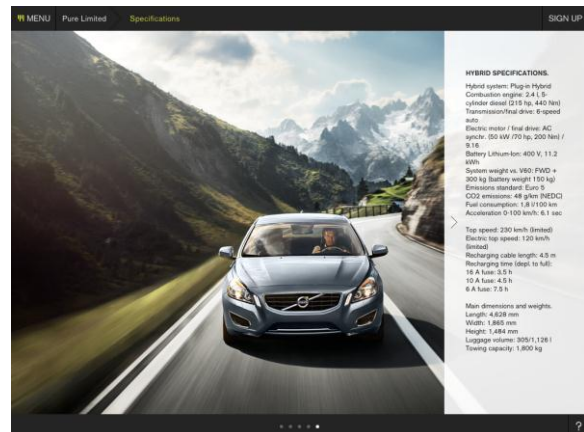 MENU
Pure Limited
Specifications
SIGN UP
HYBRID SPECIFICATIONS.
Hybrid system: Plug-in Hybrid
Combustion engine: 2.4 l, 5-
cylinder diesel (215 hp, 440 Nm)
Transmission/final drive: 6-speed
auto
Electric motor / final drive: AC
synchr. (50 kW /70 hp, 200 Nm) /
9.16
Battery Lithium-Ion: 400 V, 11.2
kWh
System weight vs. V60: FWD +
300 kg (battery weight 150 kg)
Emissions standard: Euro 5
CO2 emissions: 48 g/km (NEDC)
Fuel consumption: 1,8 l/100 km
Acceleration 0-100 km/h: 6.1 sec
Top speed: 230 km/h (limited)
Electric top speed: 120 km/h
(limited)
Recharging cable length: 4.5 m
Recharging time (depl. to full):
16 A fuse: 3.5 h
10 A fuse: 4.5 h
6 A fuse: 7.5 h
Main dimensions and weights.
Length: 4,628 mm
Width: 1,865 mm
Height: 1,484 mm
Luggage volume: 305/1,126 l
Towing capacity: 1,800 kg
?